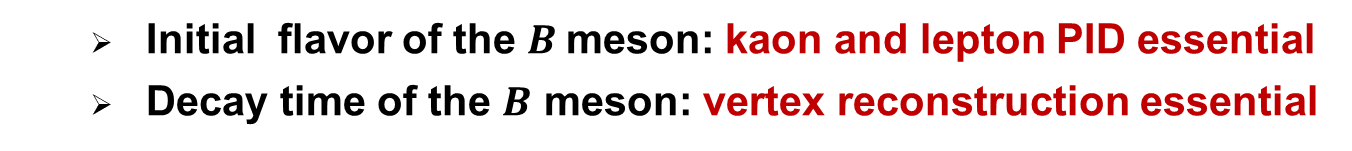 ➢ Initial flavor of the B meson: kaon and lepton PID essential
➢ Decay time of the B meson: vertex reconstruction essential